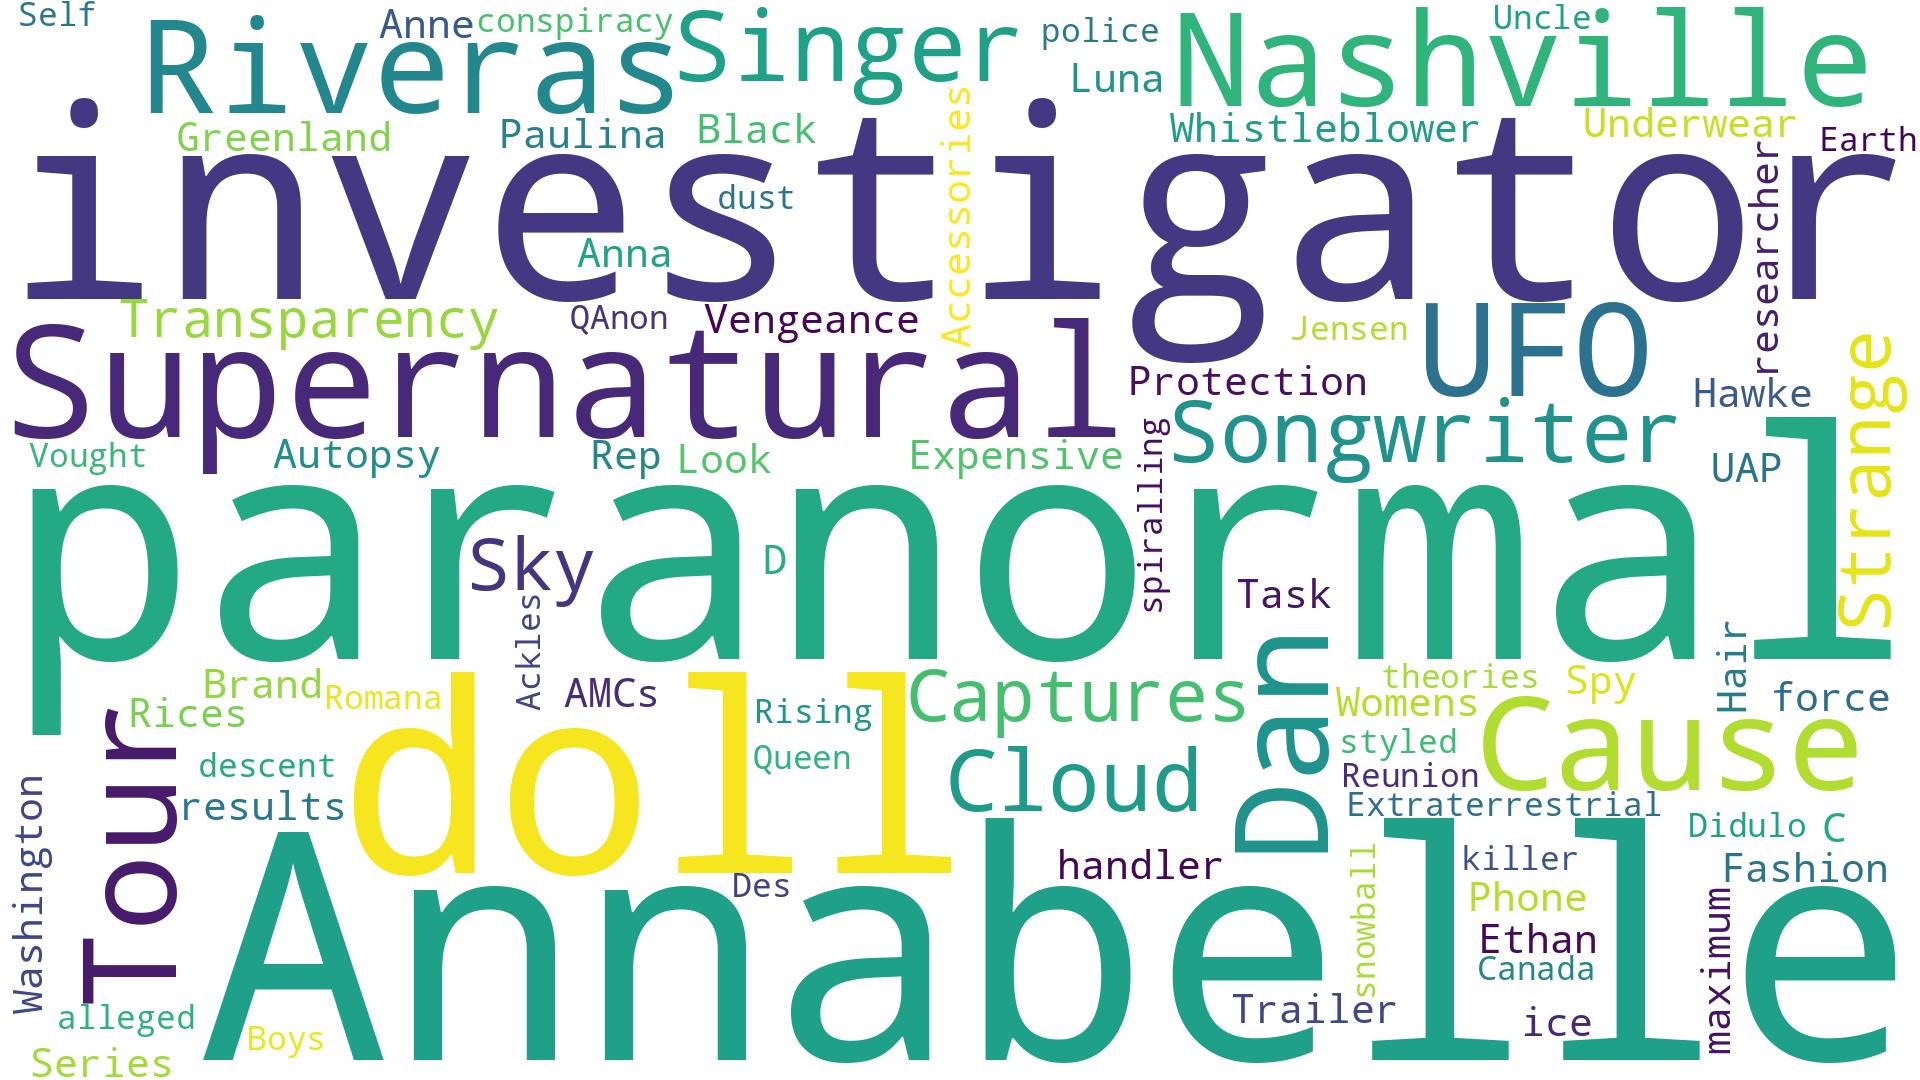 Self
Anne
conspiracy
Riveras
Singer
police
Luna
Uncle
Nashville
Greenland
Paulina
Black
Accessories
Whistleblower
Underwear
Earth
investigator
dust
Anna
researcher
Transparency
QAnon
Vengeance
Jensen
UFO
Supernatural
Protection
Hawke
Strange
Songwriter
Vought
Autopsy
Rep
Look
Expensive
spiralling
UAP
paranormal
Sky
D
Task
Ackles
Dan
Hair
Brand
Romana
Rices
AMCs
Rising
Captures
theories
Womens
Spy
force
Cause
styled
Queen
Cloud
Reunion
descent
results
doll
Tour
Washington
Extraterrestrial
Didulo
C
Des
handler
snowball
killer
Fashion
Phone
Ethan
Canada
maximum
Annabelle
alleged
Boys
Trailer
ice
Series